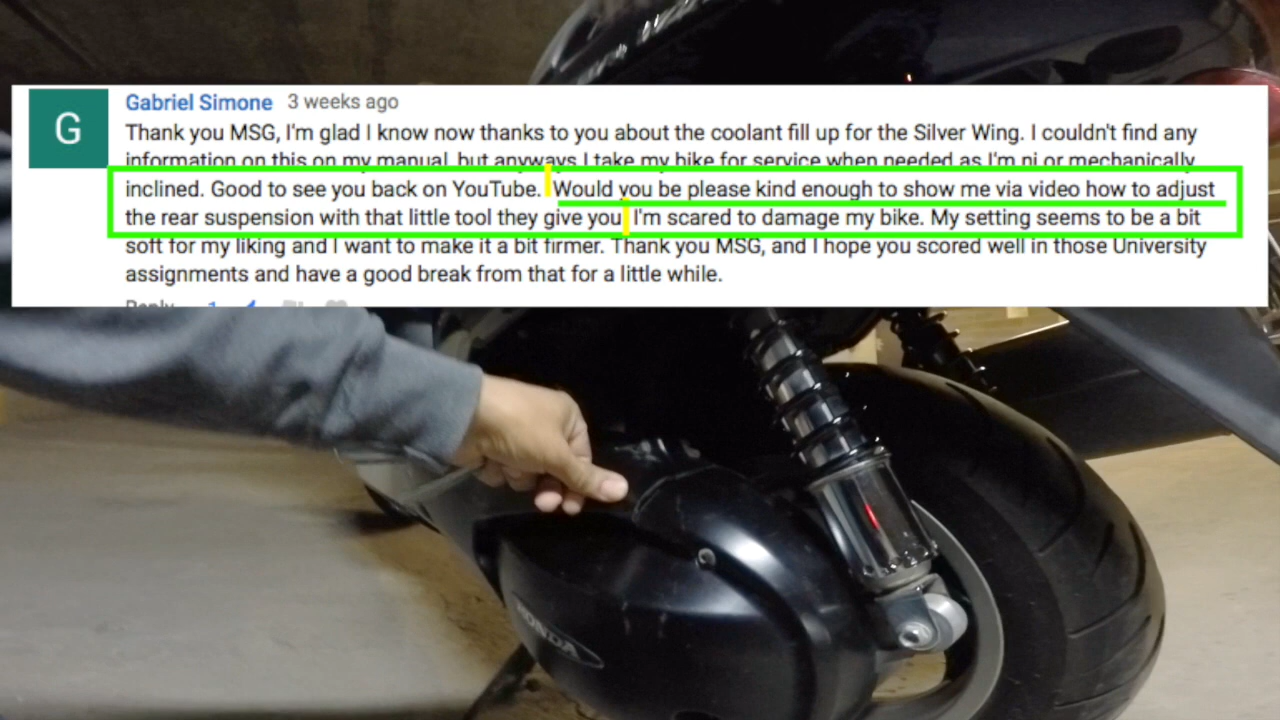 G
Gabriel Simone 3 weeks ago
Thank you MSG, I'm glad I know now thanks to you about the coolant fill up for the Silver Wing. I couldn't find any
information on this on my manual, but anyways I take my bike for service when needed as I'm ni or mechanically
inclined. Good to see you back on YouTube. Would you be please kind enough to show me via video how to adjust
the rear suspension with that little tool they give you I'm scared to damage my bike. My setting seems to be a bit
soft for my liking and I want to make it a bit firmer. Thank you MSG, and I hope you scored well in those University
assignments and have a good break from that for a little while.
Reply 1
HONDA